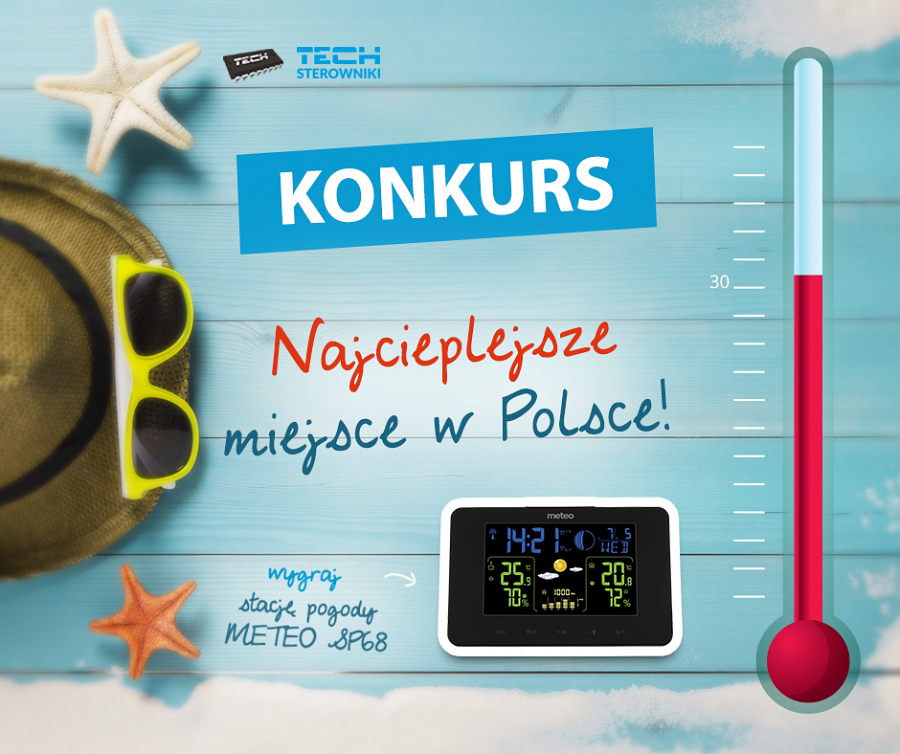 TECH
TECH
STEROWNIKI
KONKURS
30
Najcieplejsze
miejsce w Polsce!
wygraj
stację pogody
METEO SP68
meteo
14:21
7.5
WED
25.9 °C
20.8 °C
1000
70%
72%